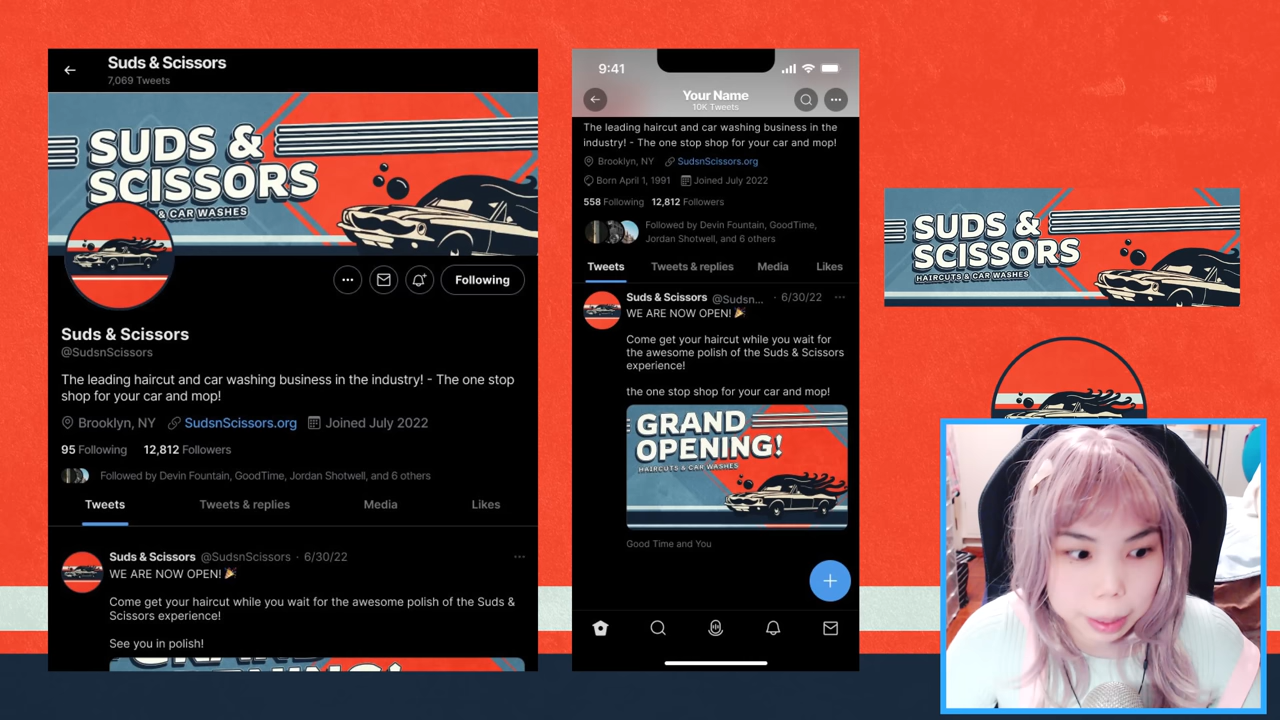 Suds & Scissors
7,069 Tweets
SUDS &
SCISSORS
& CAR WASHES
Following
Suds & Scissors
@SudsnScissors
The leading haircut and car washing business in the industry! - The one stop
shop for your car and mop!
Brooklyn, NY SudsnScissors.org Joined July 2022
95 Following 12,812 Followers
Followed by Devin Fountain, GoodTime, Jordan Shotwell, and 6 others
Tweets Tweets & replies Media Likes
Suds & Scissors @SudsnScissors · 6/30/22
WE ARE NOW OPEN! 🎉
Come get your haircut while you wait for the awesome polish of the Suds &
Scissors experience!
See you in polish!
9:41
Your Name
10K Tweets
The leading haircut and car washing business in the
industry! - The one stop shop for your car and mop!
Brooklyn, NY SudsnScissors.org
Born April 1, 1991 Joined July 2022
558 Following 12,812 Followers
Followed by Devin Fountain, GoodTime,
Jordan Shotwell, and 6 others
Tweets Tweets & replies Media Likes
Suds & Scissors @Sudsn... · 6/30/22
WE ARE NOW OPEN! 🎉
Come get your haircut while you wait for
the awesome polish of the Suds & Scissors
experience!
the one stop shop for your car and mop!
GRAND
OPENING!
HAIRCUTS & CAR WASHES
Good Time and You
SUDS &
SCISSORS
HAIRCUTS & CAR WASHES